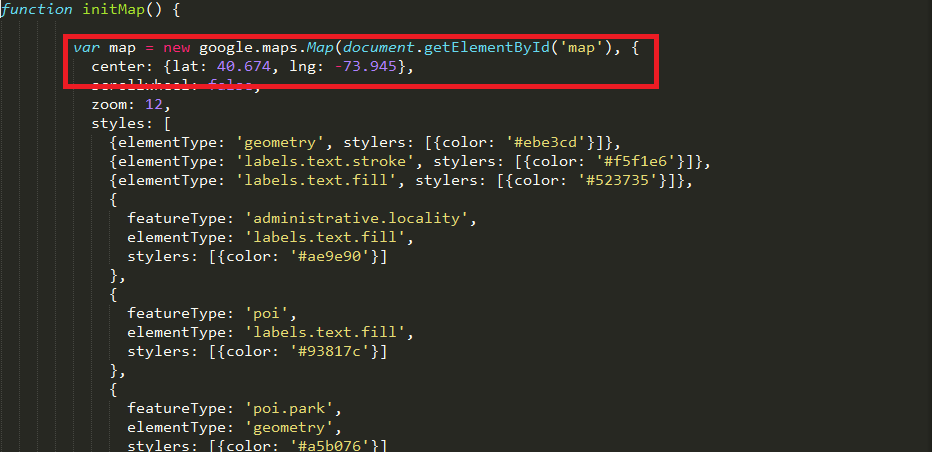 function initMap() {
var map = new google.maps.Map(document.getElementById('map'), {
center: {lat: 40.674, lng: -73.945},
scrollwheel: false,
zoom: 12,
styles: [
{elementType: 'geometry', stylers: [{color: '#ebe3cd'}]},
{elementType: 'labels.text.stroke', stylers: [{color: '#f5f1e6'}]},
{elementType: 'labels.text.fill', stylers: [{color: '#523735'}]},
{
featureType: 'administrative.locality',
elementType: 'labels.text.fill',
stylers: [{color: '#ae9e90'}]
},
{
featureType: 'poi',
elementType: 'labels.text.fill',
stylers: [{color: '#93817c'}]
},
{
featureType: 'poi.park',
elementType: 'geometry',
stylers: [{color: '#a5b076'}]